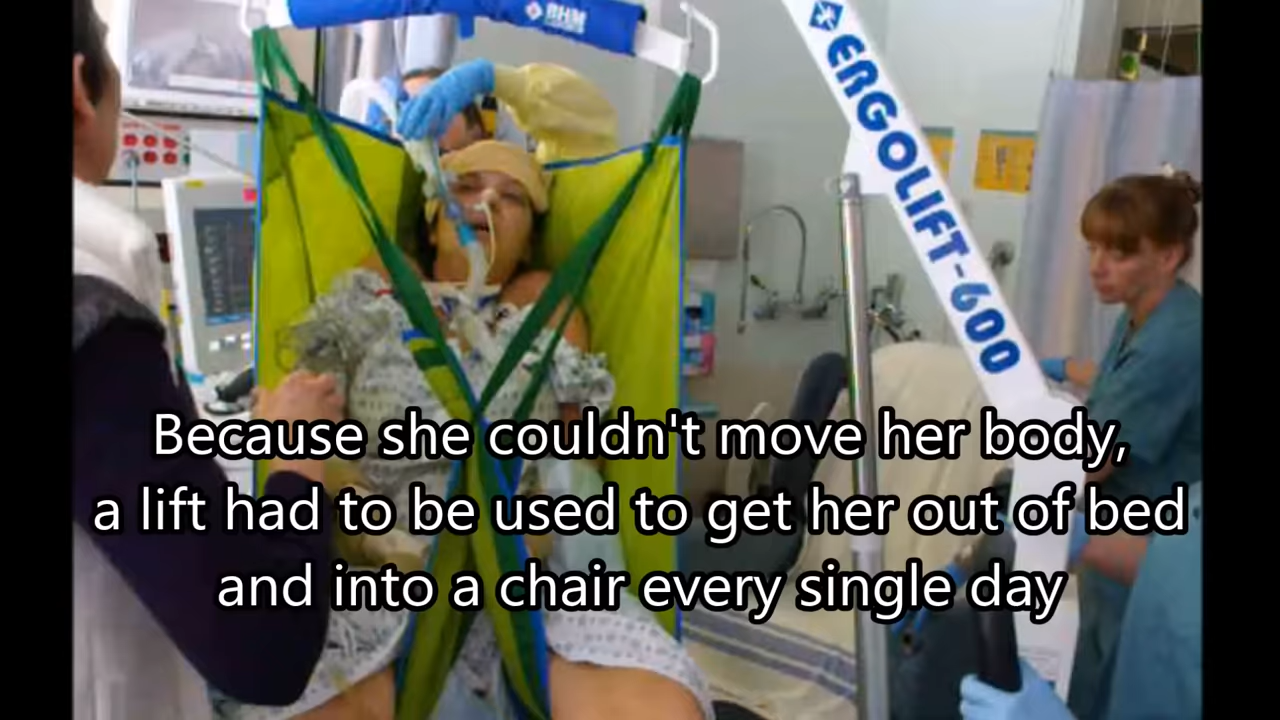 BHM
ERGOLIFT-600
Because she couldn't move her body,
a lift had to be used to get her out of bed
and into a chair every single day